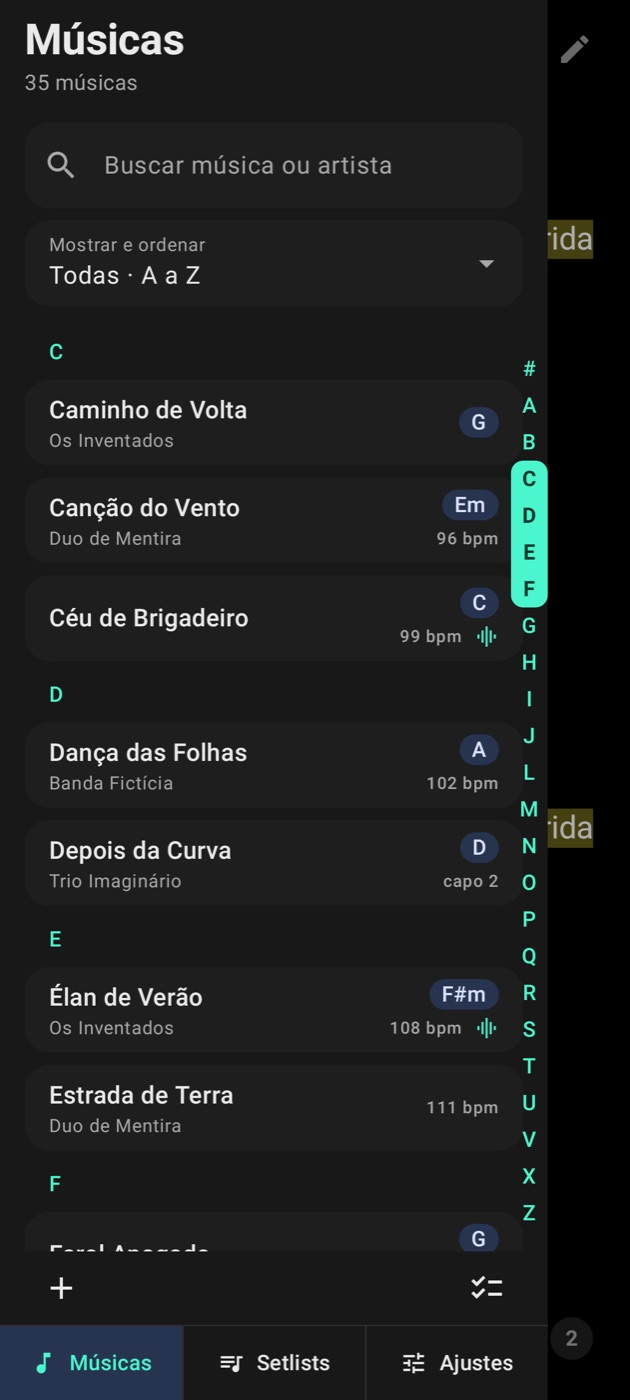 Músicas
35 músicas
Buscar música ou artista
Mostrar e ordenar
Todas · A a Z
C
Caminho de Volta
Os Inventados
G
Canção do Vento
Duo de Mentira
Em
96 bpm
Céu de Brigadeiro
C
99 bpm
D
Dança das Folhas
Banda Fictícia
A
102 bpm
Depois da Curva
Trio Imaginário
D
capo 2
E
Élan de Verão
Os Inventados
F#m
108 bpm
Estrada de Terra
Duo de Mentira
111 bpm
F
G
#
A
B
C
D
E
F
G
H
I
J
L
M
N
O
P
Q
R
S
T
U
V
X
Z
rida
rida
2
Músicas
Setlists
Ajustes